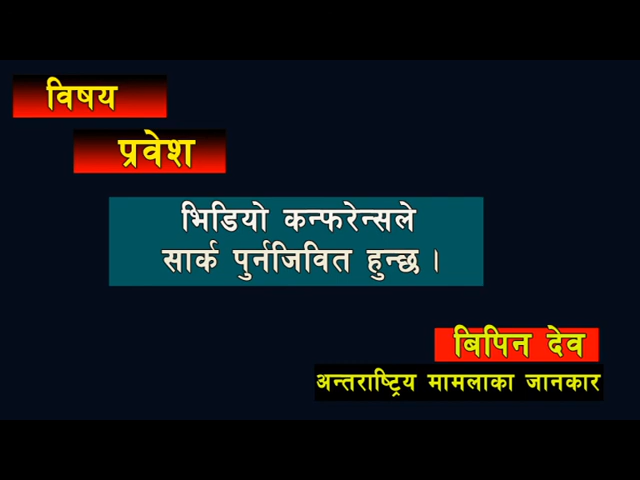 विषय
प्रवेश
भिडियो कन्फरेन्सले
सार्क पुर्नजिवित हुन्छ ।
बिपिन देव
अन्तराष्ट्रिय मामलाका जानकार